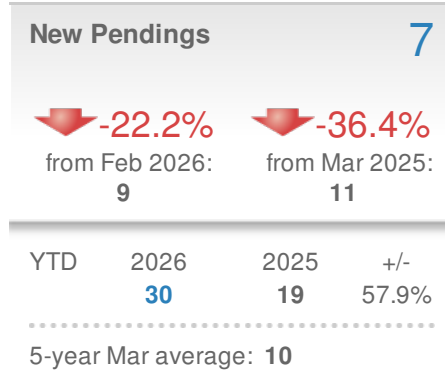 New Pendings 7
-22.2% -36.4%
from Feb 2026: from Mar 2025:
9 11
YTD 2026 2025 +/-
30 19 57.9%
5-year Mar average: 10